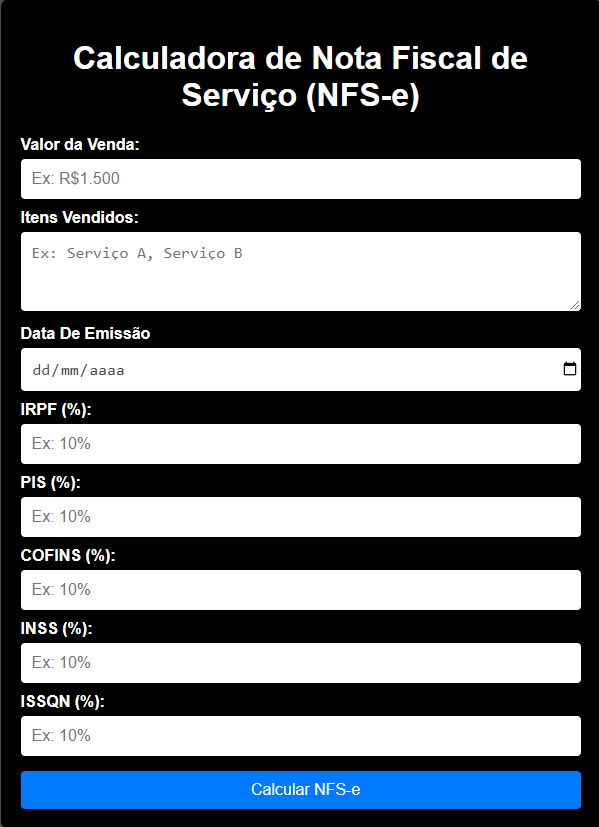 Calculadora de Nota Fiscal de
Serviço (NFS-e)
Valor da Venda:
Ex: R$1.500
Itens Vendidos:
Ex: Serviço A, Serviço B
Data De Emissão
dd/mm/aaaa
IRPF (%):
Ex: 10%
PIS (%):
Ex: 10%
COFINS (%):
Ex: 10%
INSS (%):
Ex: 10%
ISSQN (%):
Ex: 10%
Calcular NFS-e